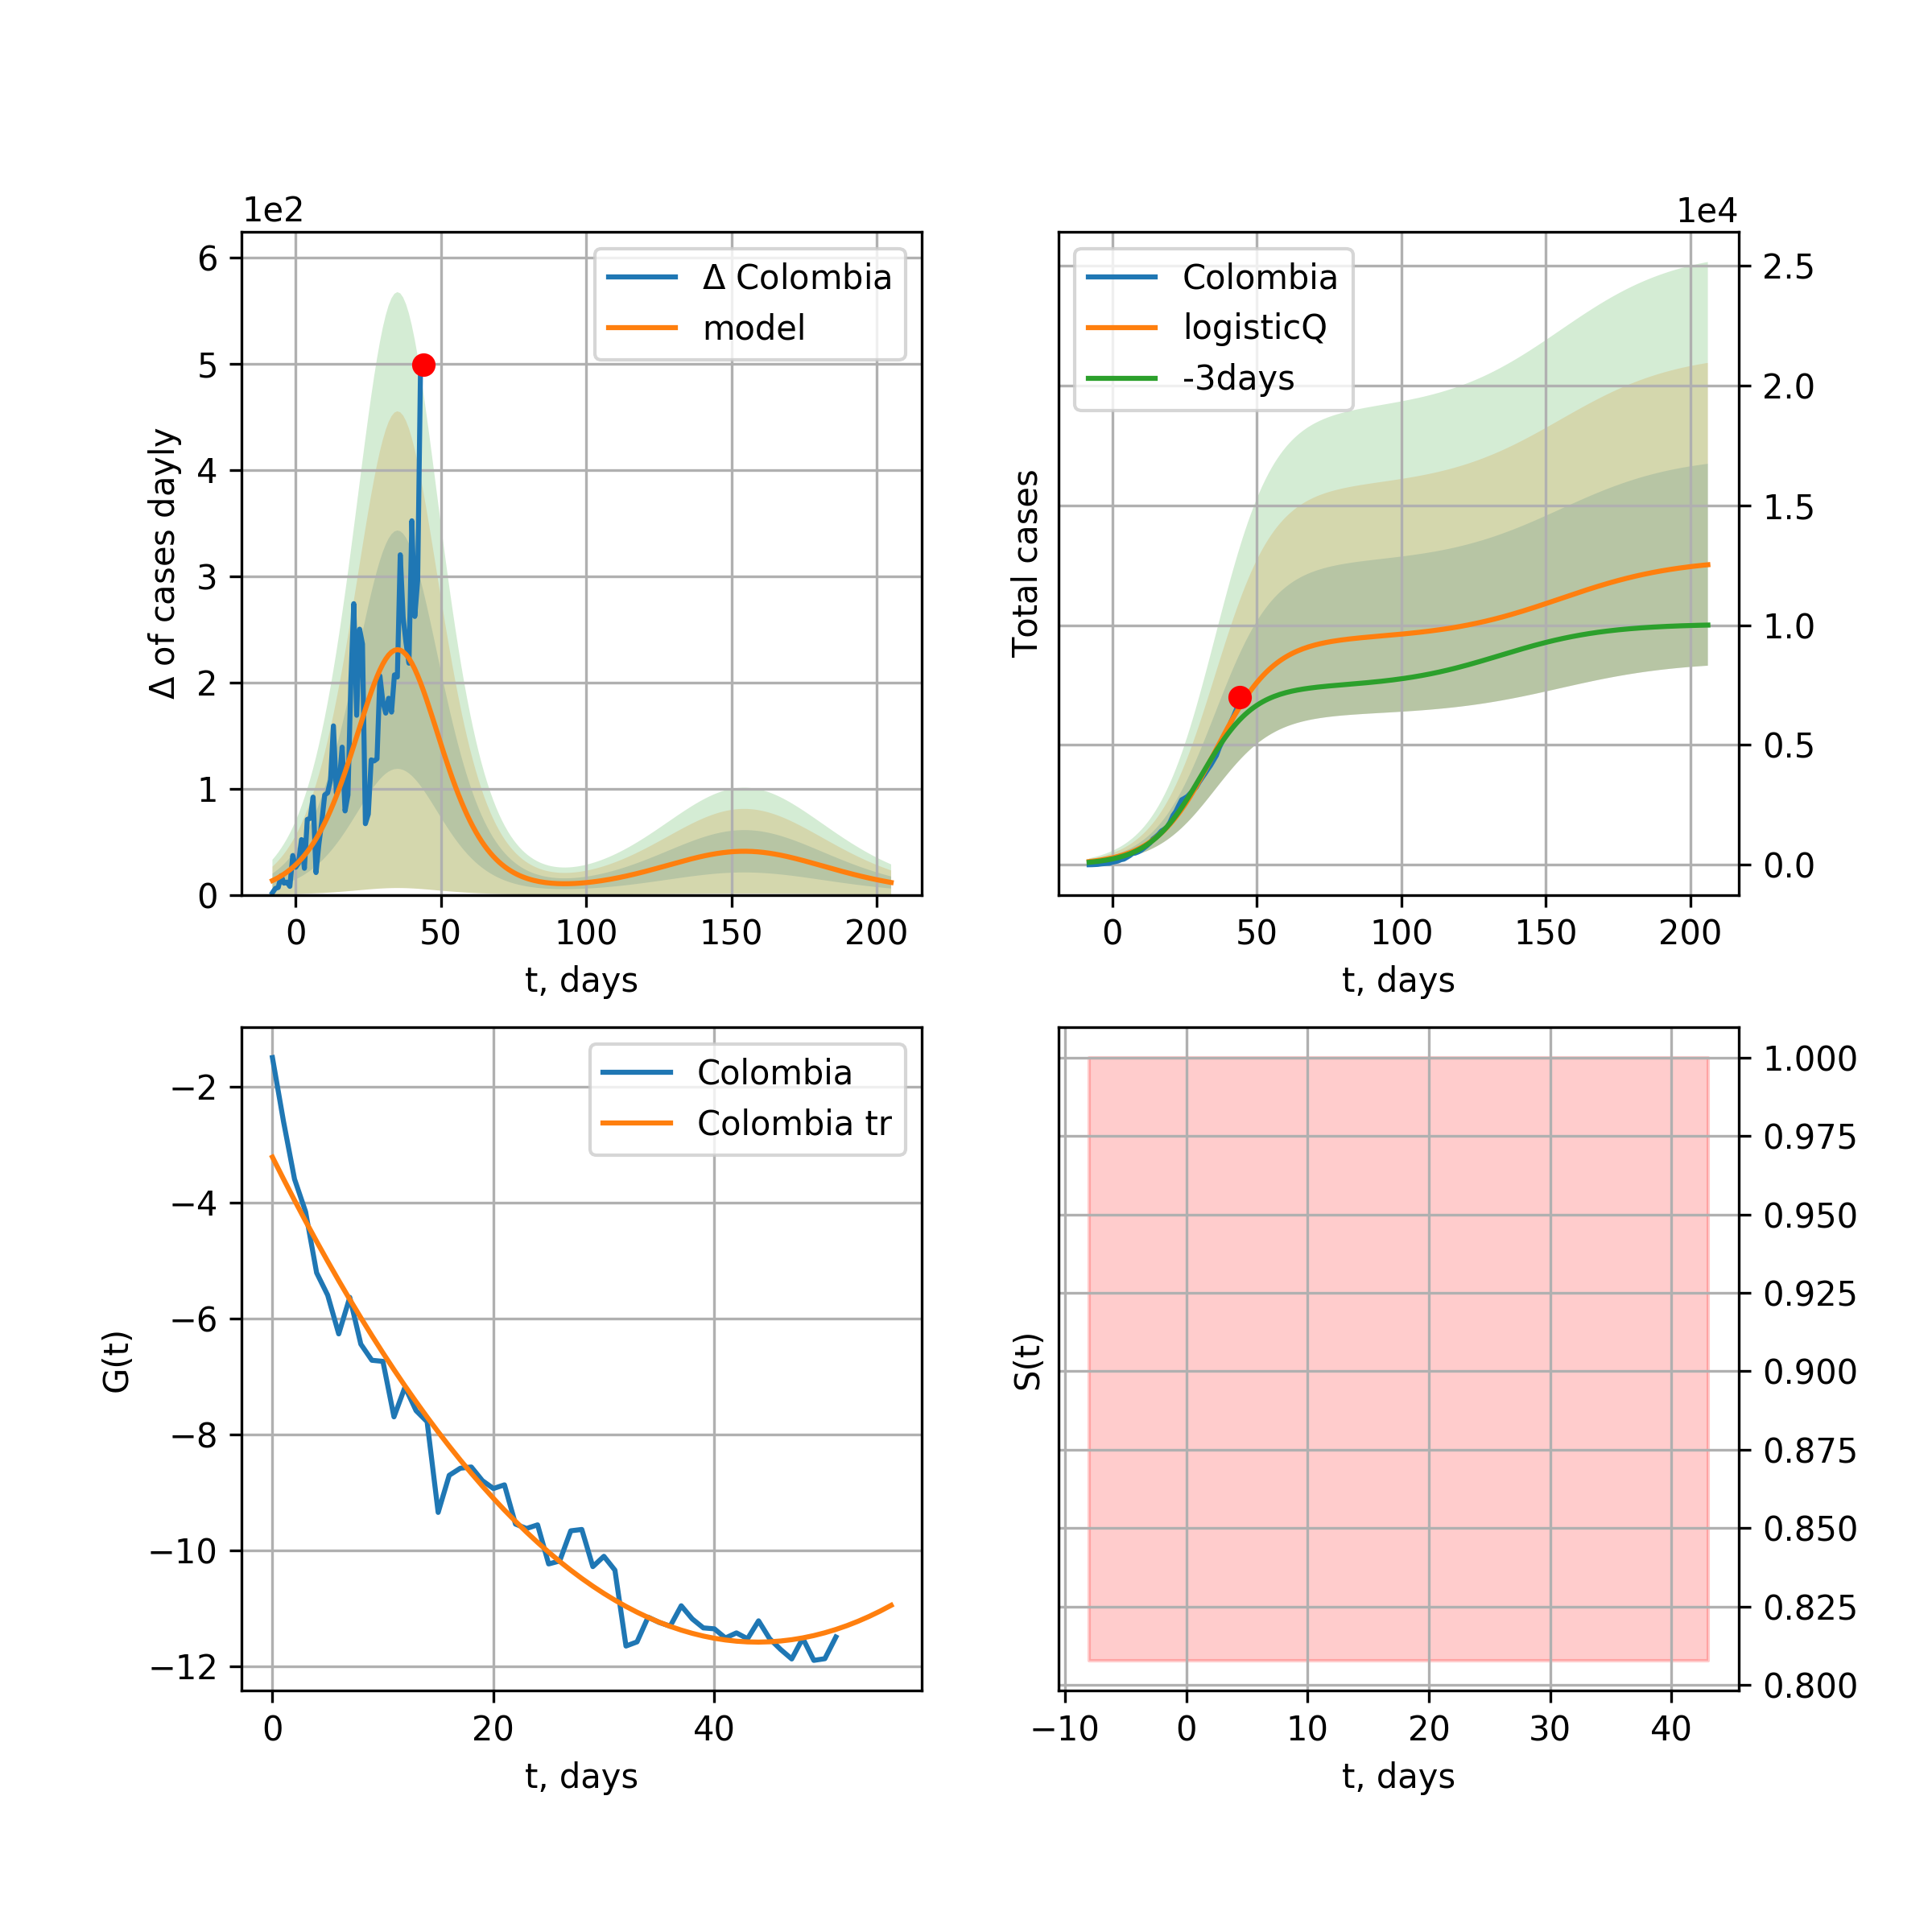 1e2
6
5
4
3
2
1
0
Δ of cases dayly
Δ Colombia
model
0 50 100 150 200
t, days
1e4
Colombia
logisticQ
-3days
Total cases
2.5
2.0
1.5
1.0
0.5
0.0
0 50 100 150 200
t, days
Colombia
Colombia tr
G(t)
−2
−4
−6
−8
−10
−12
0 20 40
t, days
S(t)
1.000
0.975
0.950
0.925
0.900
0.875
0.850
0.825
0.800
−10 0 10 20 30 40
t, days